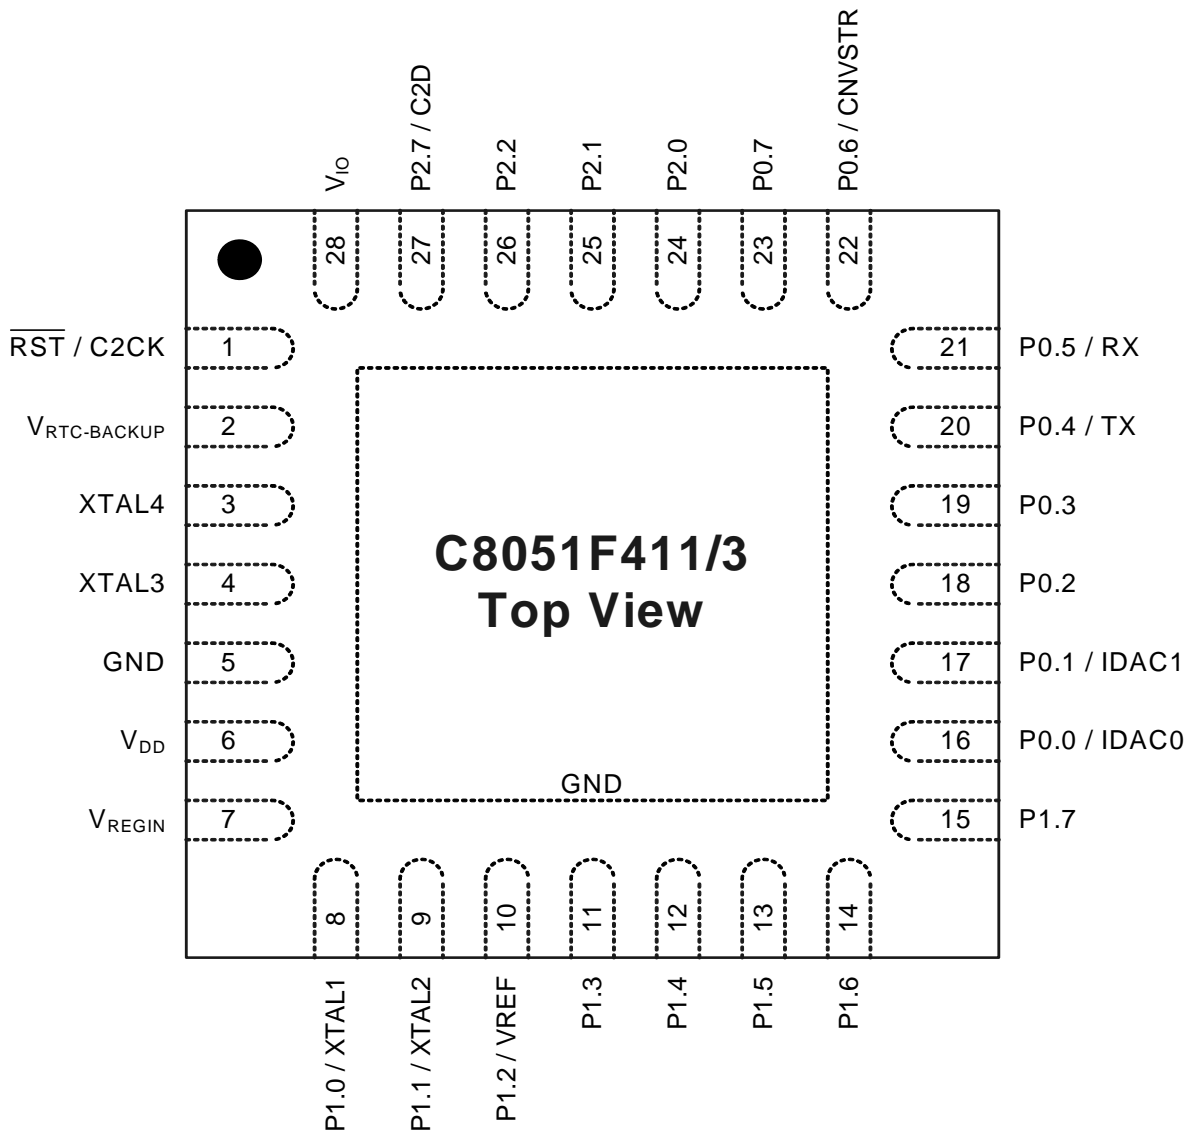 VIO
P2.7 / C2D
P2.2
P2.1
P2.0
P0.7
P0.6 / CNVSTR
28
27
26
25
24
23
22
RST / C2CK
1
VRTC-BACKUP
2
XTAL4
3
XTAL3
4
GND
5
VDD
6
VREGIN
7
C8051F411/3
Top View
GND
21
P0.5 / RX
20
P0.4 / TX
19
P0.3
18
P0.2
17
P0.1 / IDAC1
16
P0.0 / IDAC0
15
P1.7
8
9
10
11
12
13
14
P1.0 / XTAL1
P1.1 / XTAL2
P1.2 / VREF
P1.3
P1.4
P1.5
P1.6